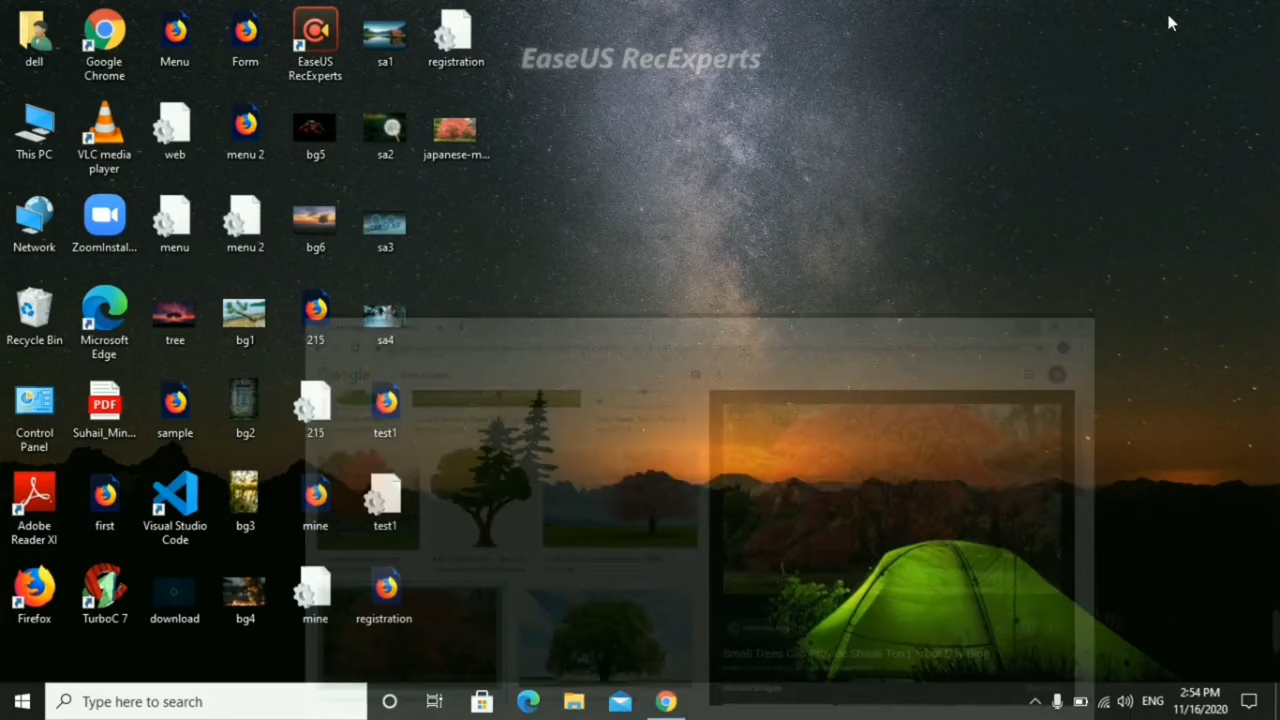 EaseUS RecExperts
dell
Google
Chrome
Menu
Form
EaseUS
RecExperts
sa1
registration
This PC
VLC media
player
web
menu 2
bg5
sa2
japanese-m...
Network
ZoomInstal...
menu
menu 2
bg6
sa3
Recycle Bin
Microsoft
Edge
tree
bg1
215
sa4
Control
Panel
PDF
Suhail_Min...
sample
bg2
215
test1
Adobe
Reader XI
first
Visual Studio
Code
bg3
mine
test1
Firefox
TurboC 7
download
bg4
mine
registration
Type here to search
ENG
2:54 PM
11/16/2020